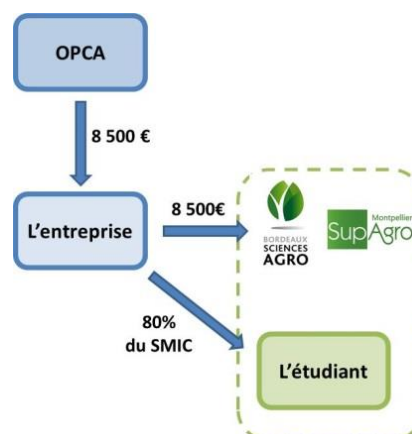 OPCA
8 500 €
L'entreprise
8 500€
BORDEAUX
SCIENCES
AGRO
Montpellier
SupAgro
80%
du SMIC
L'étudiant